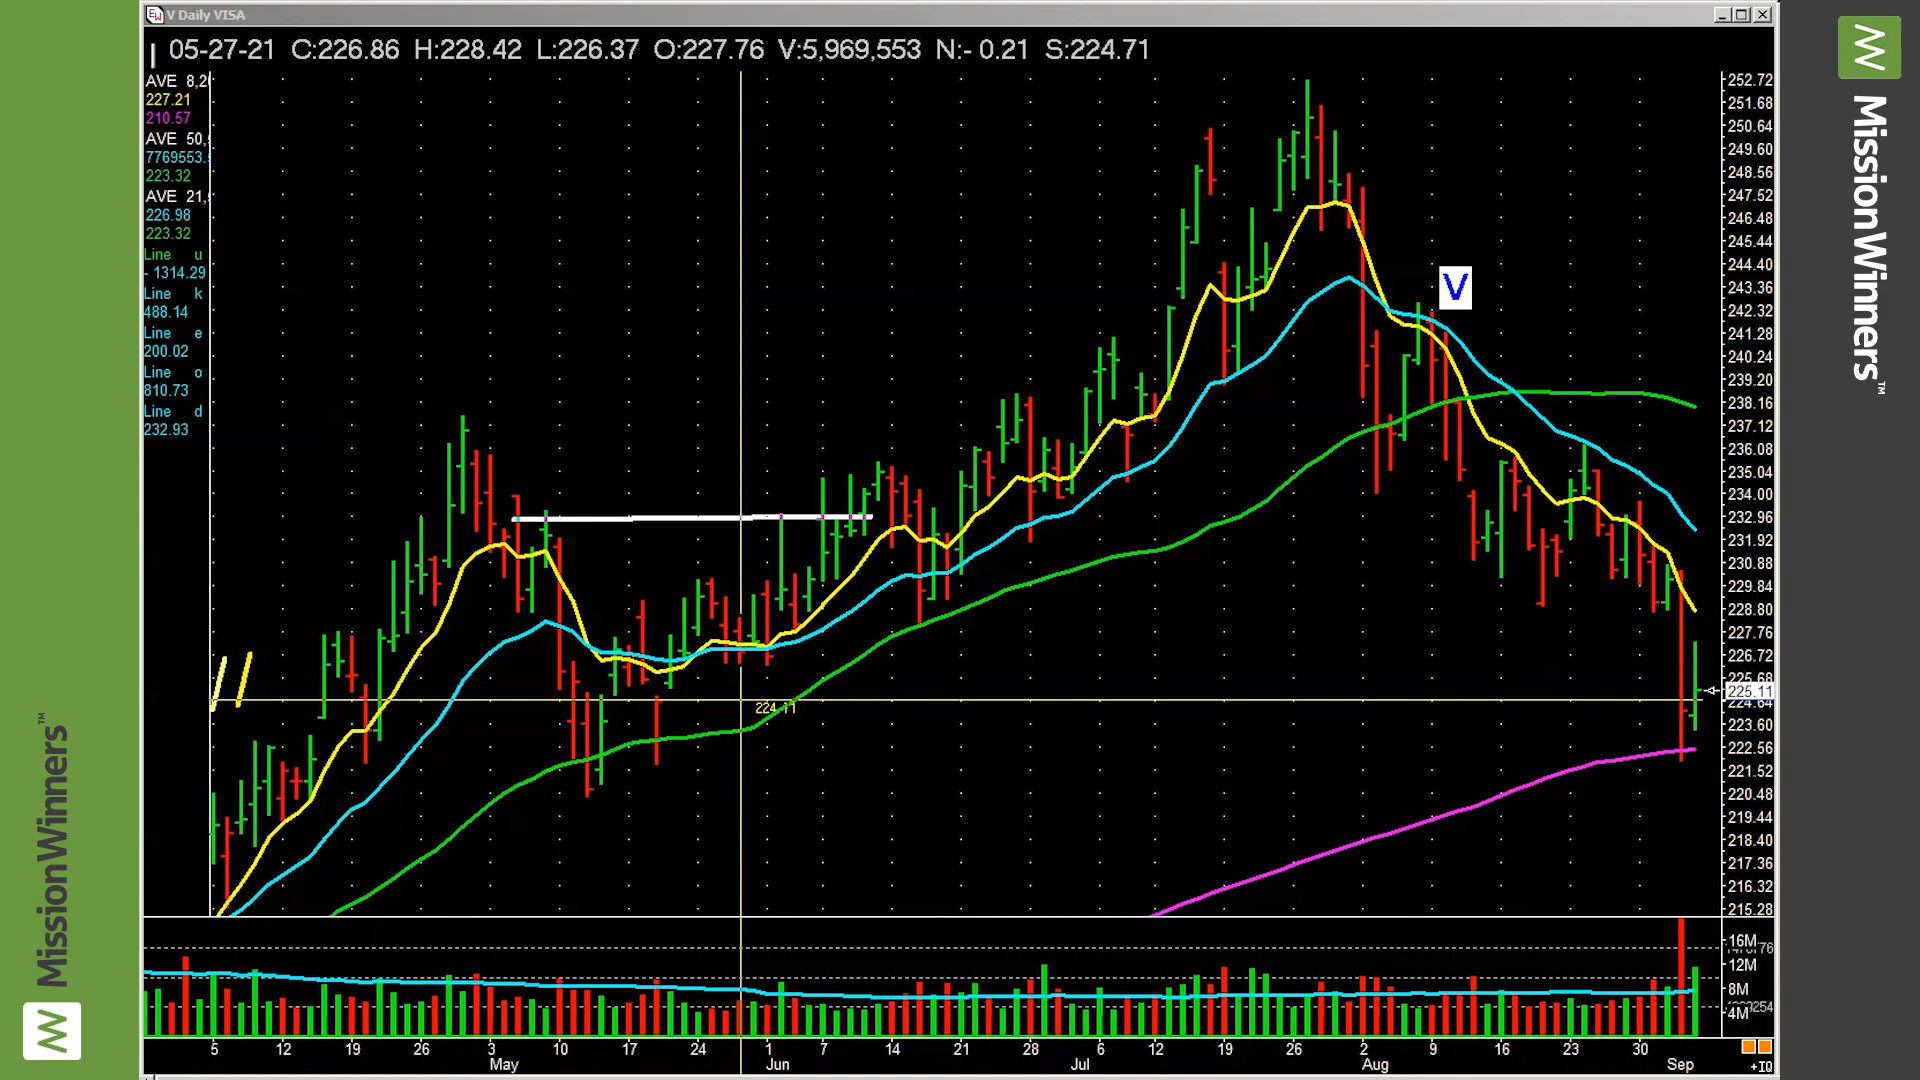 V Daily VISA
05-27-21 C:226.86 H:228.42 L:226.37 O:227.76 V:5,969,553 N:- 0.21 S:224.71
AVE 8,2
227.21
210.57
AVE 50,
7769553.
223.32
AVE 21,
226.98
223.32
Line u
- 1314.29
Line k
488.14
Line e
200.02
Line o
810.73
Line d
232.93
V
224.11
252.72
251.68
250.64
249.60
248.56
247.52
246.48
245.44
244.40
243.36
242.32
241.28
240.24
239.20
238.16
237.12
236.08
235.04
234.00
232.96
231.92
230.88
229.84
228.80
227.76
226.72
225.68
225.11
224.64
223.60
222.56
221.52
220.48
219.44
218.40
217.36
216.32
215.28
16M
12M
8M
4M
5 12 19 26 3 10 17 24 1 7 14 21 28 6 12 19 26 2 9 16 23 30
May Jun Jul Aug Sep
+IQ
MissionWinners™
MissionWinners™